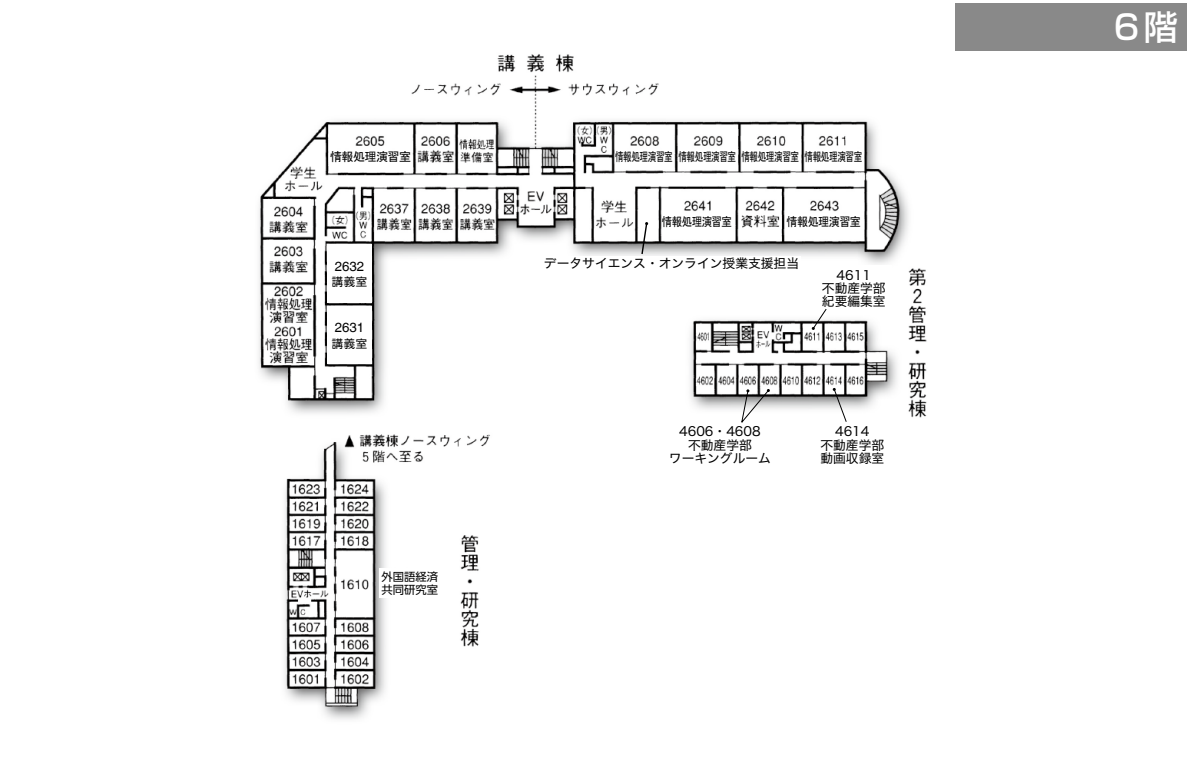 6階
講義棟
ノースウィング
サウスウィング
2605
情報処理演習室
2606
講義室
情報処理
準備室
(女)
WC
(男)
WC
2608
情報処理演習室
2609
情報処理演習室
2610
情報処理演習室
2611
情報処理演習室
学生
ホール
EV
ホール
2604
講義室
(女)
WC
(男)
WC
2637
講義室
2638
講義室
2639
講義室
学生
ホール
2641
情報処理演習室
2642
資料室
2643
情報処理演習室
データサイエンス・オンライン授業支援担当
2603
講義室
2632
講義室
2602
情報処理
演習室
2601
情報処理
演習室
2631
講義室
4611
不動産学部
紀要編集室
第2管理・研究棟
4601
EV
ホール
WC
4611
4613
4615
4602
4604
4606
4608
4610
4612
4614
4616
4606・4608
不動産学部
ワーキングルーム
4614
不動産学部
動画収録室
▲ 講義棟ノースウィング
5階へ至る
1623
1624
1621
1622
1619
1620
1617
1618
1610
外国語経済
共同研究室
EVホール
WC
1607
1608
1605
1606
1603
1604
1601
1602
管理・研究棟